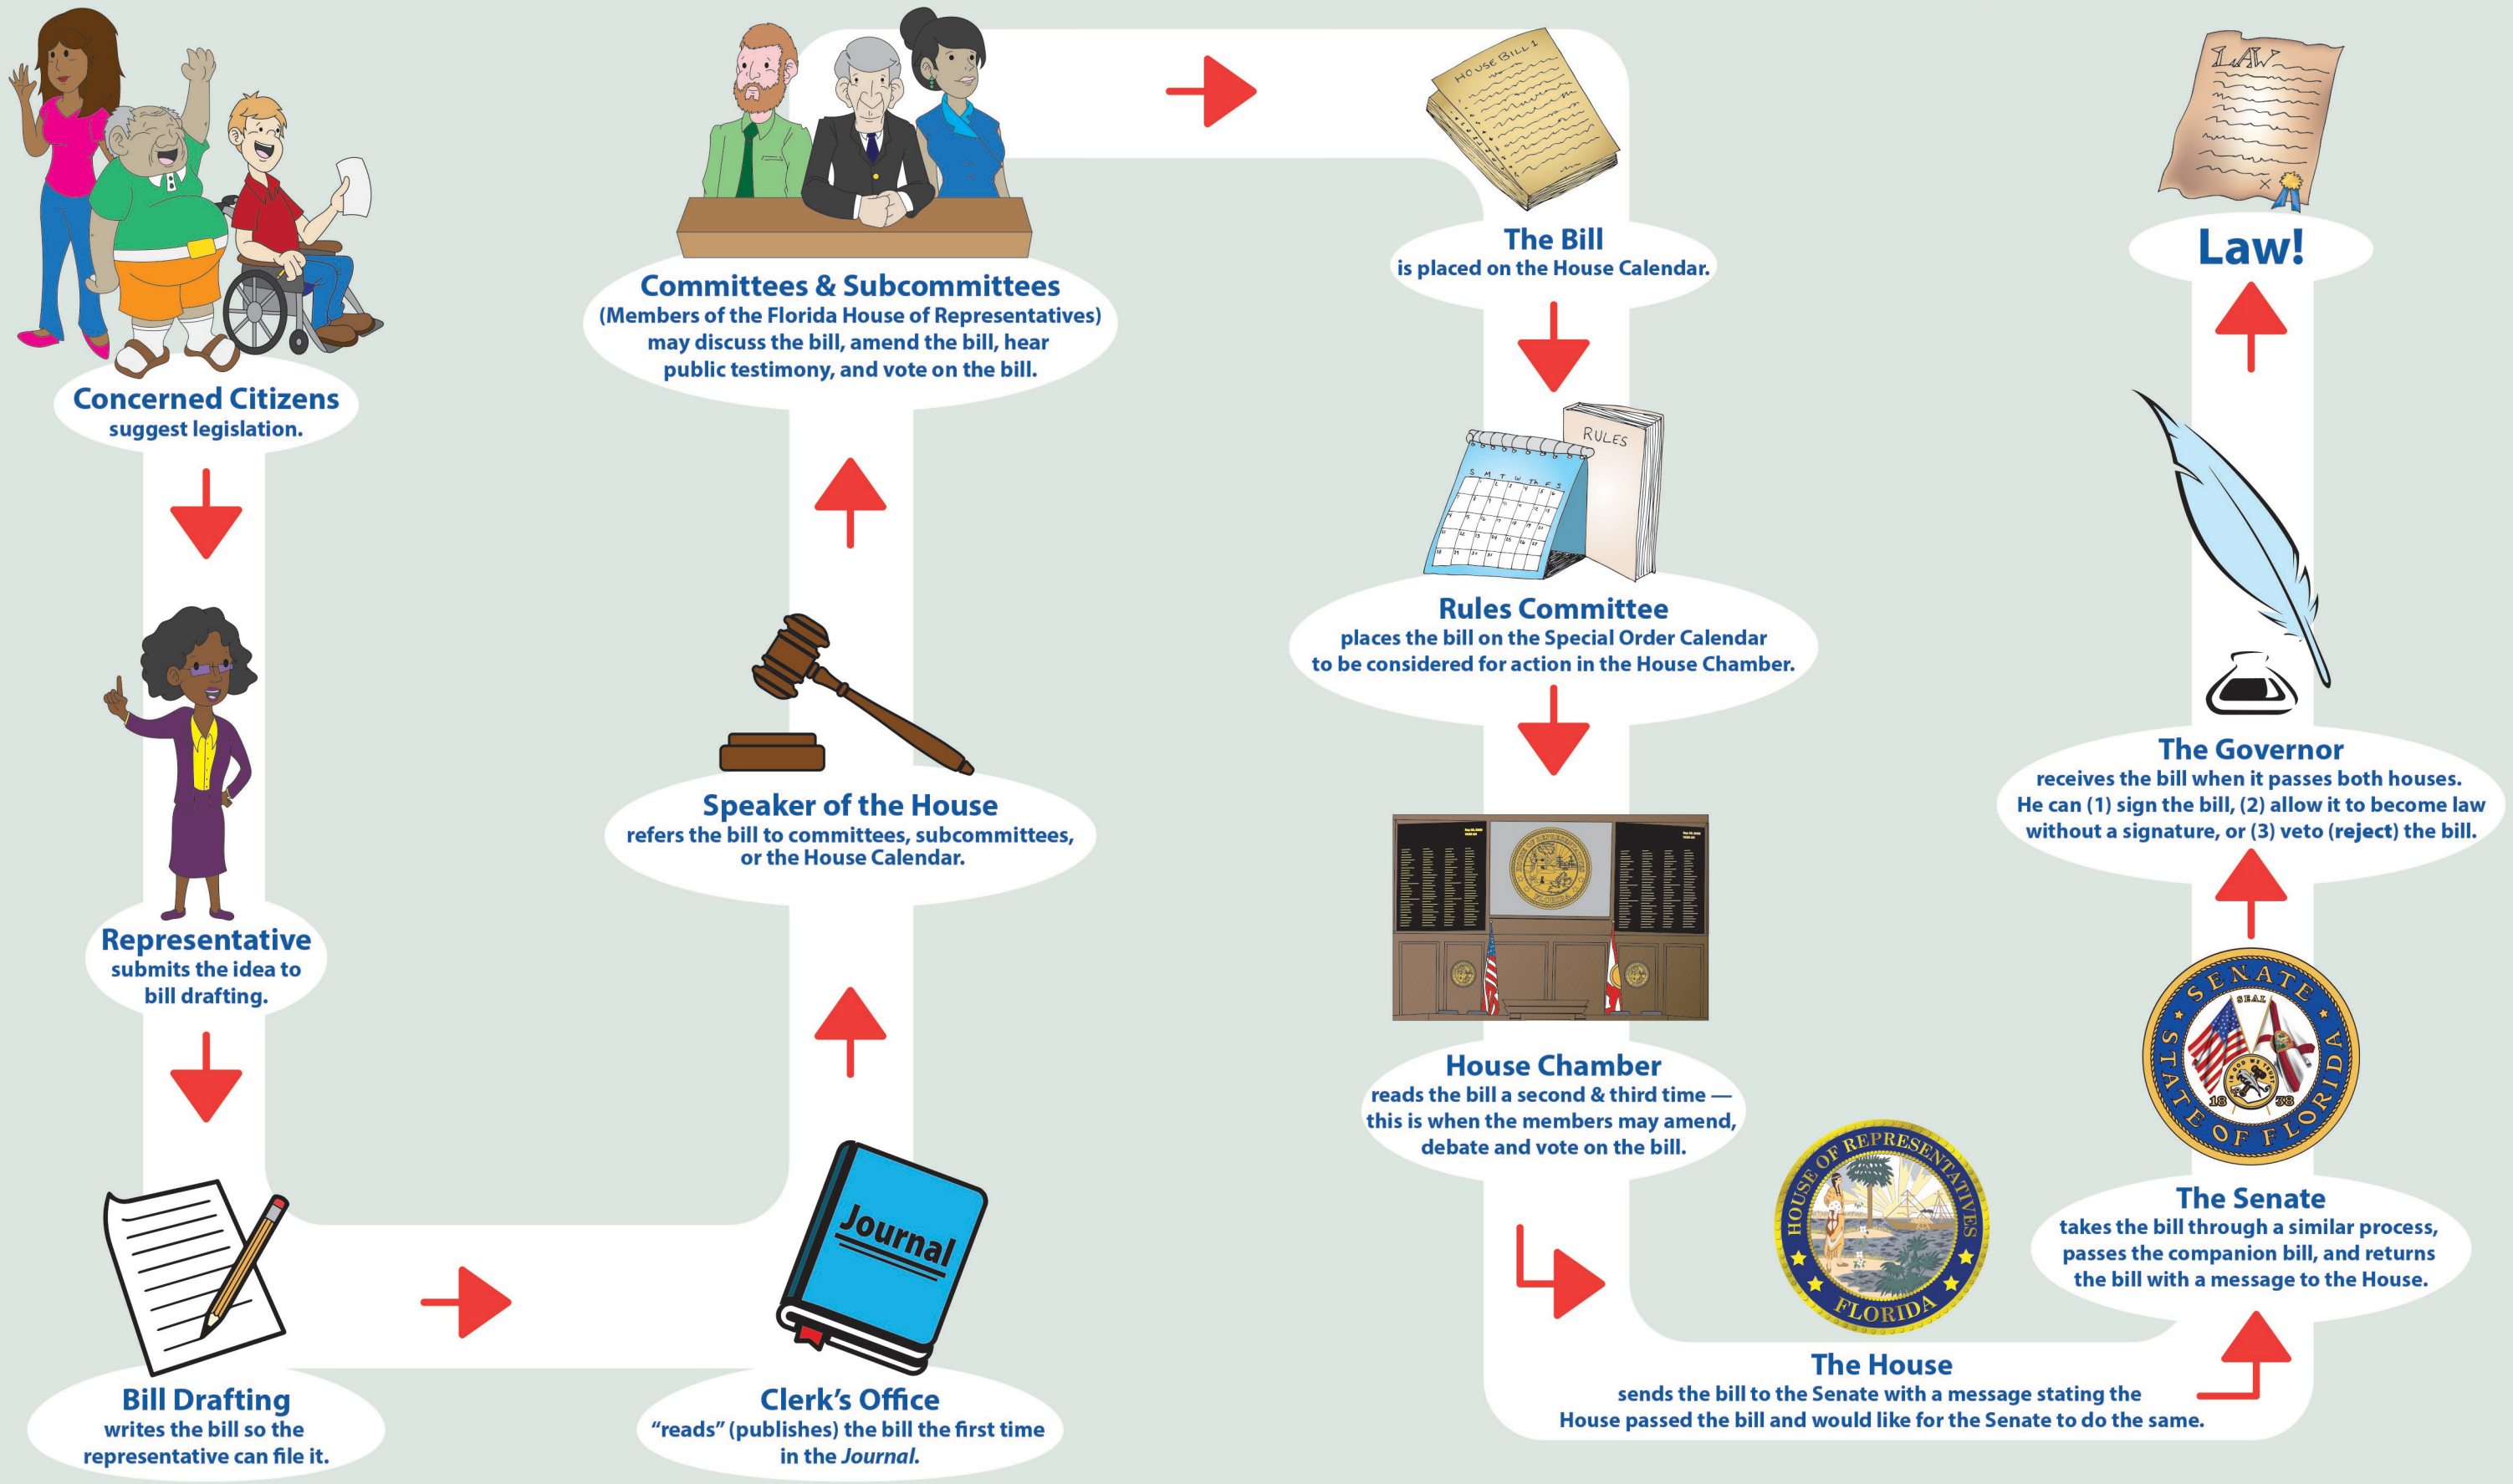 Concerned Citizens
suggest legislation.
Representative
submits the idea to
bill drafting.
Bill Drafting
writes the bill so the
representative can file it.
Journal
Clerk's Office
“reads” (publishes) the bill the first time
in the Journal.
Speaker of the House
refers the bill to committees, subcommittees,
or the House Calendar.
Committees & Subcommittees
(Members of the Florida House of Representatives)
may discuss the bill, amend the bill, hear
public testimony, and vote on the bill.
HOUSE BILL 1
The Bill
is placed on the House Calendar.
RULES
S M T W Th F S
Rules Committee
places the bill on the Special Order Calendar
to be considered for action in the House Chamber.
House Chamber
reads the bill a second & third time —
this is when the members may amend,
debate and vote on the bill.
HOUSE OF REPRESENTATIVES
FLORIDA
The House
sends the bill to the Senate with a message stating the
House passed the bill and would like for the Senate to do the same.
SENATE
STATE OF FLORIDA
SEAL
IN GOD WE TRUST
18 38
The Senate
takes the bill through a similar process,
passes the companion bill, and returns
the bill with a message to the House.
The Governor
receives the bill when it passes both houses.
He can (1) sign the bill, (2) allow it to become law
without a signature, or (3) veto (reject) the bill.
LAW
X
Law!